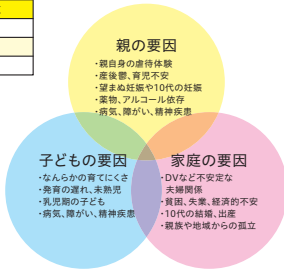 親の要因
・親自身の虐待体験
・産後鬱、育児不安
・望まぬ妊娠や10代の妊娠
・薬物、アルコール依存
・病気、障がい、精神疾患
子どもの要因
・なんらかの育てにくさ
・発育の遅れ、未熟児
・乳児期の子ども
・病気、障がい、精神疾患
家庭の要因
・DVなど不安定な
夫婦関係
・貧困、失業、経済的不安
・10代の結婚、出産
・親族や地域からの孤立